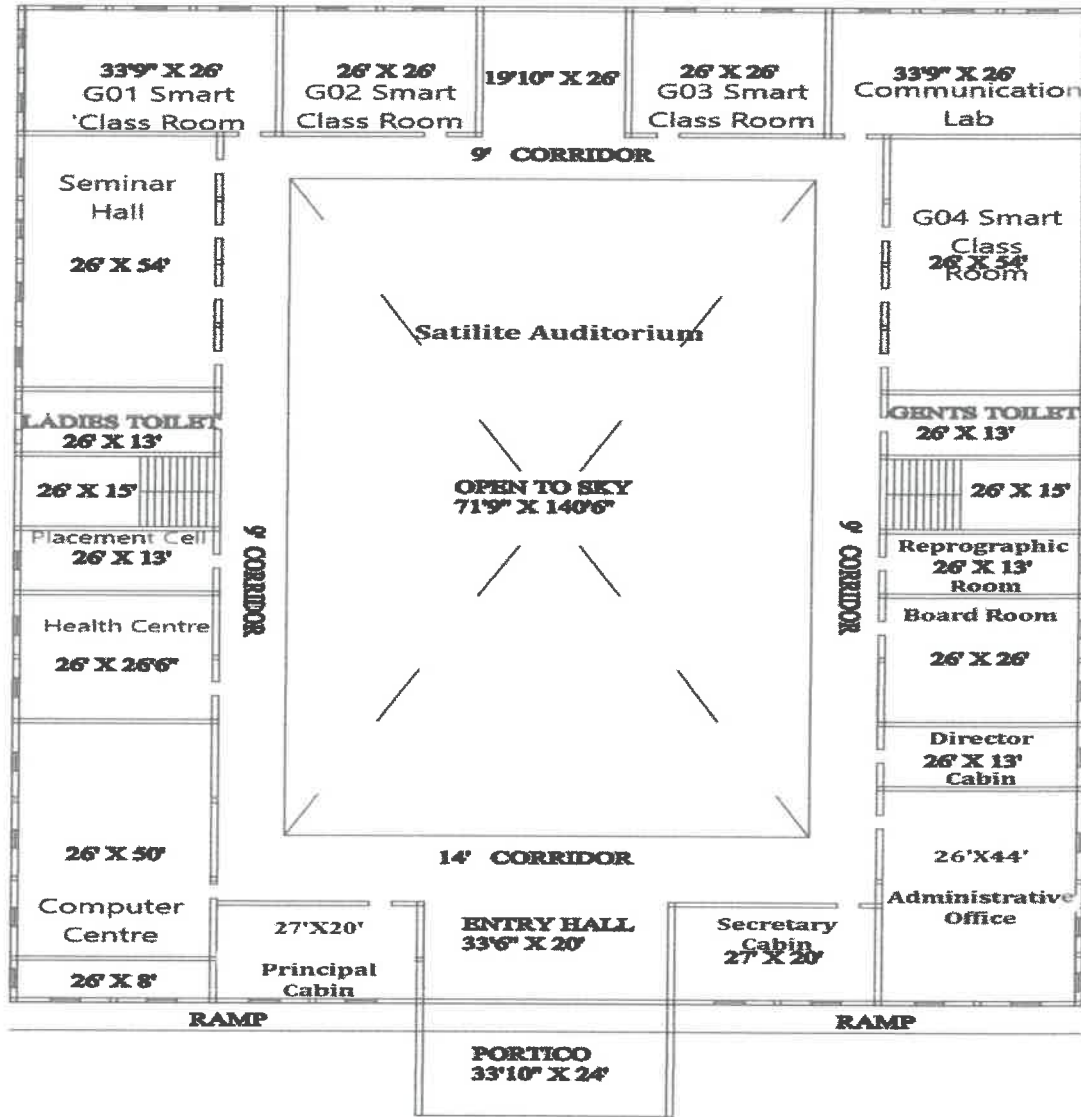 33'9" X 26'
G01 Smart
'Class Room
26' X 26'
G02 Smart
Class Room
19'10" X 26'
26' X 26'
G03 Smart
Class Room
33'9" X 26'
Communication
Lab
9' CORRIDOR
Seminar
Hall
26' X 54'
G04 Smart
Class
26' X 54'
Room
Satilite Auditorium
LADIES TOILET
26' X 13'
GENTS TOILET
26' X 13'
26' X 15'
OPEN TO SKY
71'9" X 140'6"
26' X 15'
Placement Cell
26' X 13'
9' CORRIDOR
9' CORRIDOR
Reprographic
26' X 13'
Room
Health Centre
26' X 26'6"
Board Room
26' X 26'
Director
26' X 13'
Cabin
26' X 50'
Computer
Centre
14' CORRIDOR
26'X44'
Administrative
Office
27'X20'
Principal
Cabin
ENTRY HALL
33'6" X 20'
Secretary
Cabin
27' X 20'
26' X 8'
RAMP
RAMP
PORTICO
33'10" X 24'